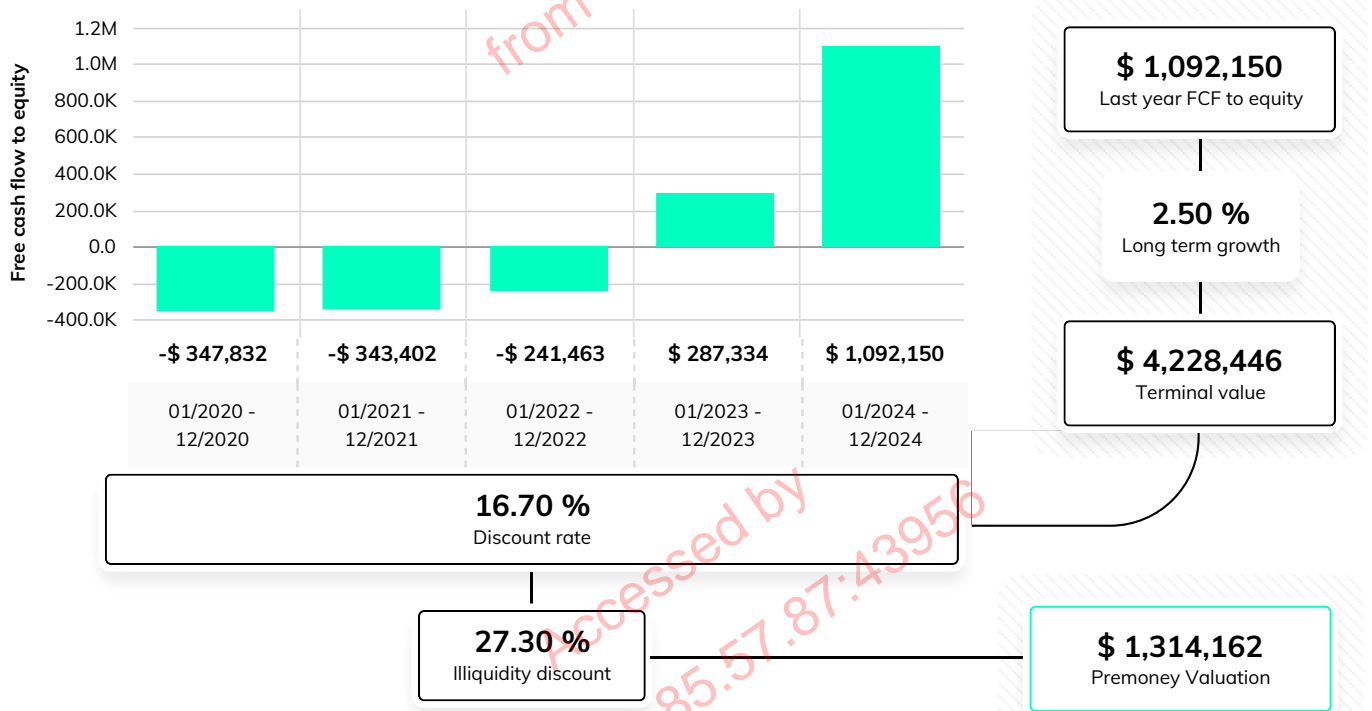 Free cash flow to equity
1.2M
1.0M
800.0K
600.0K
400.0K
200.0K
0.0
-200.0K
-400.0K
-$ 347,832
-$ 343,402
-$ 241,463
$ 287,334
$ 1,092,150
01/2020 -
12/2020
01/2021 -
12/2021
01/2022 -
12/2022
01/2023 -
12/2023
01/2024 -
12/2024
16.70 %
Discount rate
27.30 %
Illiquidity discount
$ 1,092,150
Last year FCF to equity
2.50 %
Long term growth
$ 4,228,446
Terminal value
$ 1,314,162
Premoney Valuation
from
Accessed by
85.57.87:43956